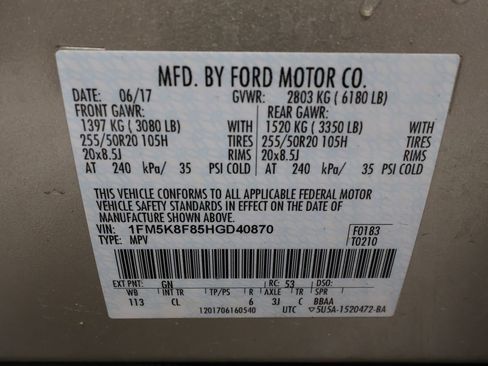 MFD. BY FORD MOTOR CO.
DATE: 06/17 GVWR: 2803 KG ( 6180 LB)
FRONT GAWR: REAR GAWR:
1397 KG ( 3080 LB) WITH 1520 KG ( 3350 LB) WITH
255/50R20 105H TIRES 255/50R20 105H TIRES
20x8.5J RIMS 20x8.5J RIMS
AT 240 kPa/ 35 PSI COLD AT 240 kPa/ 35 PSI COLD
THIS VEHICLE CONFORMS TO ALL APPLICABLE FEDERAL MOTOR
VEHICLE SAFETY STANDARDS IN EFFECT ON THE DATE OF
MANUFACTURE SHOWN ABOVE.
VIN: 1FM5K8F85HGD40870 F0183
TYPE: MPV T0210
EXT PNT: GN RC: 53 DSO:
WB TP/PS R AXLE TR SPR
113 CL 6 3J C BBAA
1201706160540 UTC ▽5U5A-1520472-BA